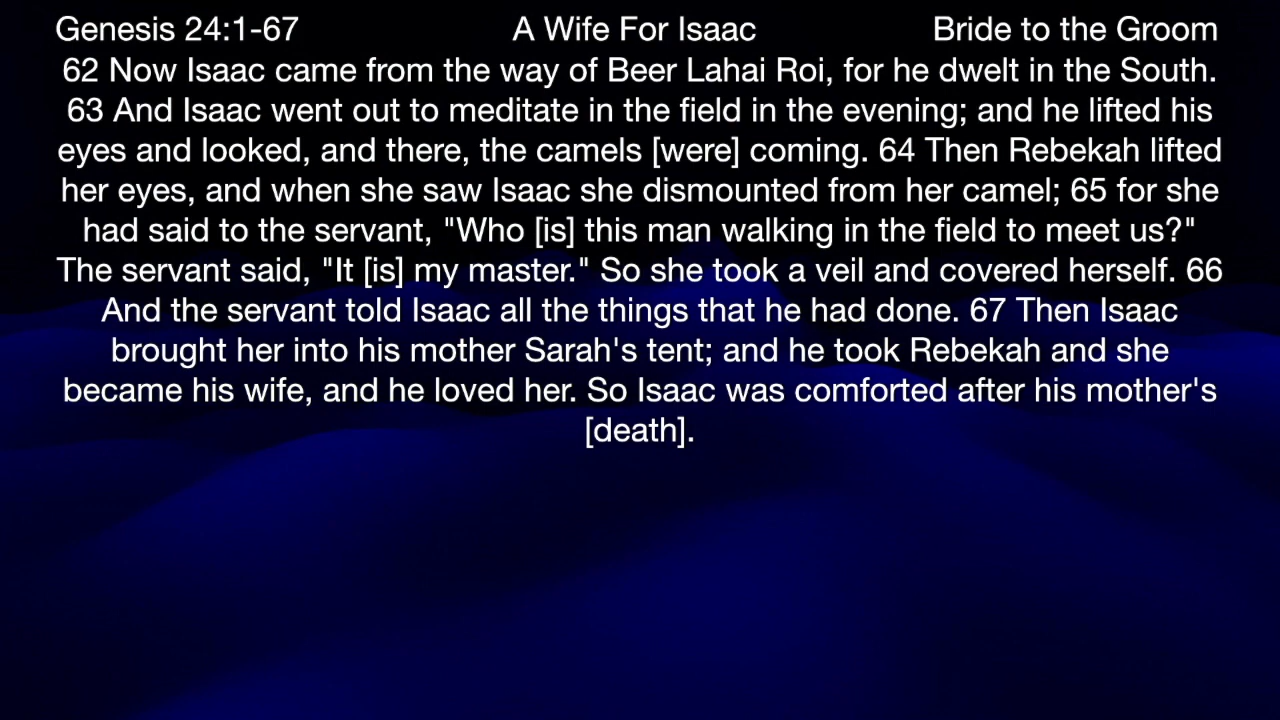 Genesis 24:1-67 A Wife For Isaac Bride to the Groom
62 Now Isaac came from the way of Beer Lahai Roi, for he dwelt in the South.
63 And Isaac went out to meditate in the field in the evening; and he lifted his
eyes and looked, and there, the camels [were] coming. 64 Then Rebekah lifted
her eyes, and when she saw Isaac she dismounted from her camel; 65 for she
had said to the servant, "Who [is] this man walking in the field to meet us?"
The servant said, "It [is] my master." So she took a veil and covered herself. 66
And the servant told Isaac all the things that he had done. 67 Then Isaac
brought her into his mother Sarah's tent; and he took Rebekah and she
became his wife, and he loved her. So Isaac was comforted after his mother's
[death].